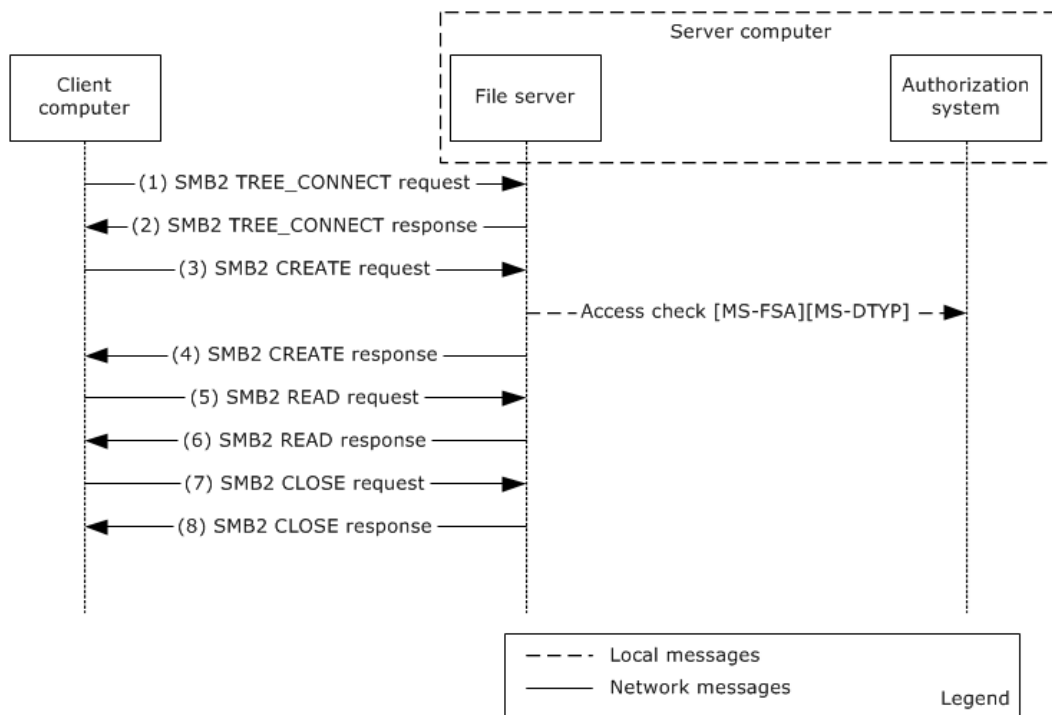 Server computer
Client
computer
File server
Authorization
system
(1) SMB2 TREE_CONNECT request
(2) SMB2 TREE_CONNECT response
(3) SMB2 CREATE request
Access check [MS-FSA][MS-DTYP]
(4) SMB2 CREATE response
(5) SMB2 READ request
(6) SMB2 READ response
(7) SMB2 CLOSE request
(8) SMB2 CLOSE response
Local messages
Network messages
Legend